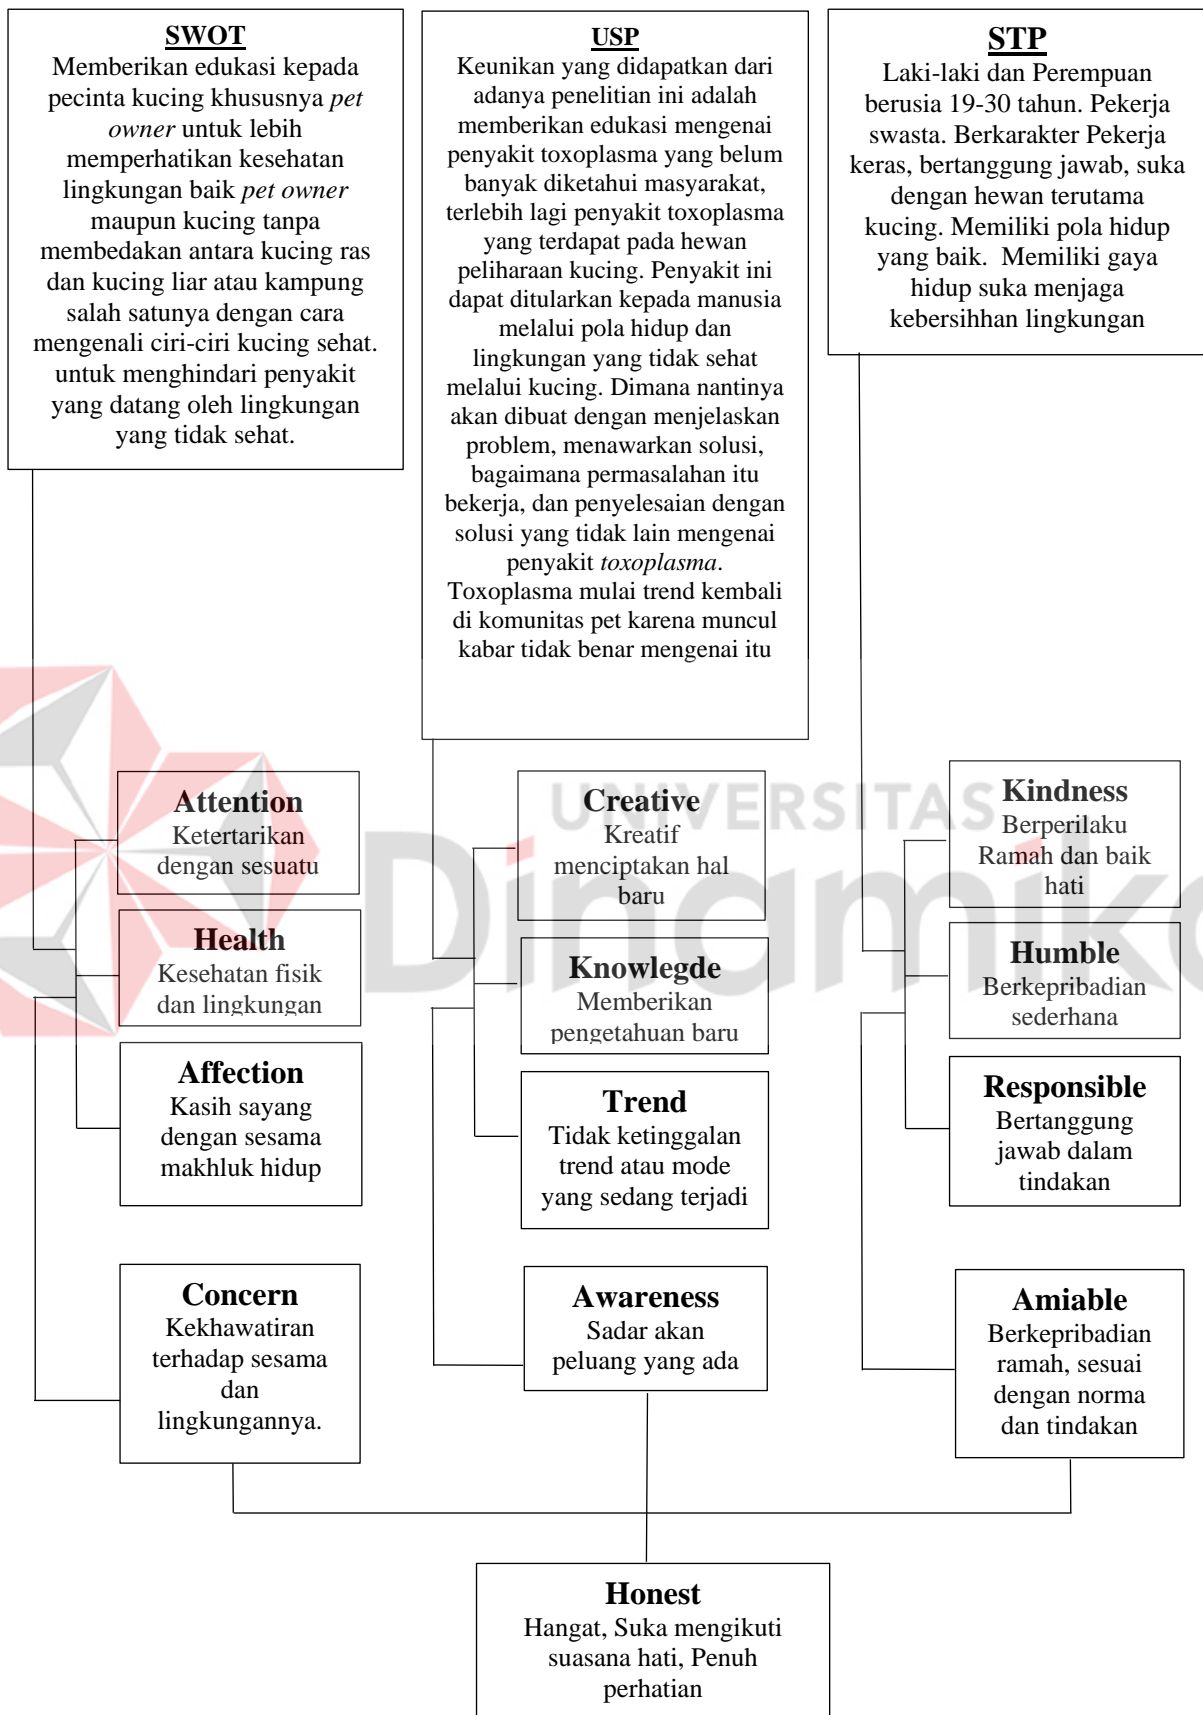 SWOT
Memberikan edukasi kepada
pecinta kucing khususnya pet
owner untuk lebih
memperhatikan kesehatan
lingkungan baik pet owner
maupun kucing tanpa
membedakan antara kucing ras
dan kucing liar atau kampung
salah satunya dengan cara
mengenali ciri-ciri kucing sehat.
untuk menghindari penyakit
yang datang oleh lingkungan
yang tidak sehat.
USP
Keunikan yang didapatkan dari
adanya penelitian ini adalah
memberikan edukasi mengenai
penyakit toxoplasma yang belum
banyak diketahui masyarakat,
terlebih lagi penyakit toxoplasma
yang terdapat pada hewan
peliharaan kucing. Penyakit ini
dapat ditularkan kepada manusia
melalui pola hidup dan
lingkungan yang tidak sehat
melalui kucing. Dimana nantinya
akan dibuat dengan menjelaskan
problem, menawarkan solusi,
bagaimana permasalahan itu
bekerja, dan penyelesaian dengan
solusi yang tidak lain mengenai
penyakit toxoplasma.
Toxoplasma mulai trend kembali
di komunitas pet karena muncul
kabar tidak benar mengenai itu
STP
Laki-laki dan Perempuan
berusia 19-30 tahun. Pekerja
swasta. Berkarakter Pekerja
keras, bertanggung jawab, suka
dengan hewan terutama
kucing. Memiliki pola hidup
yang baik.  Memiliki gaya
hidup suka menjaga
kebersihhan lingkungan
UNIVERSITAS
Dinamika
Attention
Ketertarikan
dengan sesuatu
Health
Kesehatan fisik
dan lingkungan
Affection
Kasih sayang
dengan sesama
makhluk hidup
Concern
Kekhawatiran
terhadap sesama
dan
lingkungannya.
Creative
Kreatif
menciptakan hal
baru
Knowlegde
Memberikan
pengetahuan baru
Trend
Tidak ketinggalan
trend atau mode
yang sedang terjadi
Awareness
Sadar akan
peluang yang ada
Kindness
Berperilaku
Ramah dan baik
hati
Humble
Berkepribadian
sederhana
Responsible
Bertanggung
jawab dalam
tindakan
Amiable
Berkepribadian
ramah, sesuai
dengan norma
dan tindakan
Honest
Hangat, Suka mengikuti
suasana hati, Penuh
perhatian